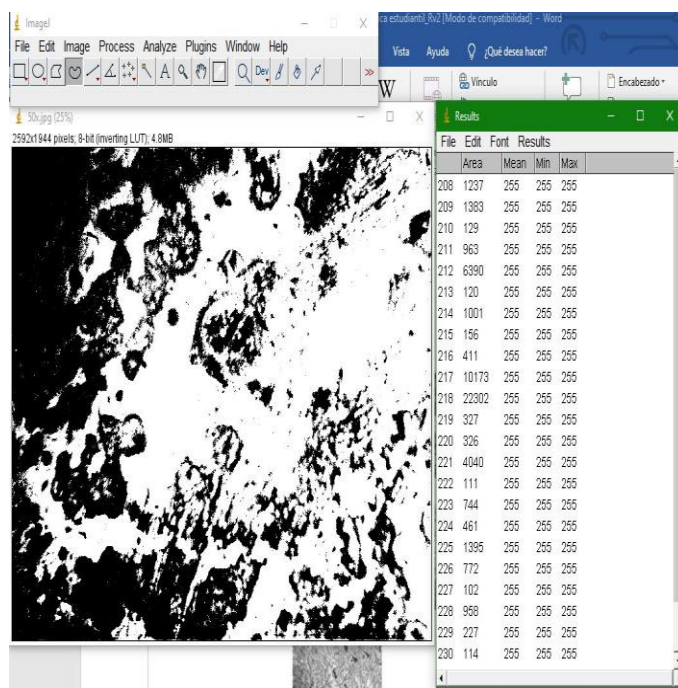 ImageJ
File Edit Image Process Analyze Plugins Window Help
Dev
A
>>
ca estudiantil_Rv2 [Modo de compatibilidad] - Word
Vista Ayuda ¿Qué desea hacer?
W
Vínculo
Encabezado
50x.jpg (25%)
2592x1944 pixels; 8-bit (inverting LUT); 4.8MB
Results
File Edit Font Results
Area Mean Min Max
208 1237 255 255 255
209 1383 255 255 255
210 129 255 255 255
211 963 255 255 255
212 6390 255 255 255
213 120 255 255 255
214 1001 255 255 255
215 156 255 255 255
216 411 255 255 255
217 10173 255 255 255
218 22302 255 255 255
219 327 255 255 255
220 326 255 255 255
221 4040 255 255 255
222 111 255 255 255
223 744 255 255 255
224 461 255 255 255
225 1395 255 255 255
226 772 255 255 255
227 102 255 255 255
228 958 255 255 255
229 227 255 255 255
230 114 255 255 255